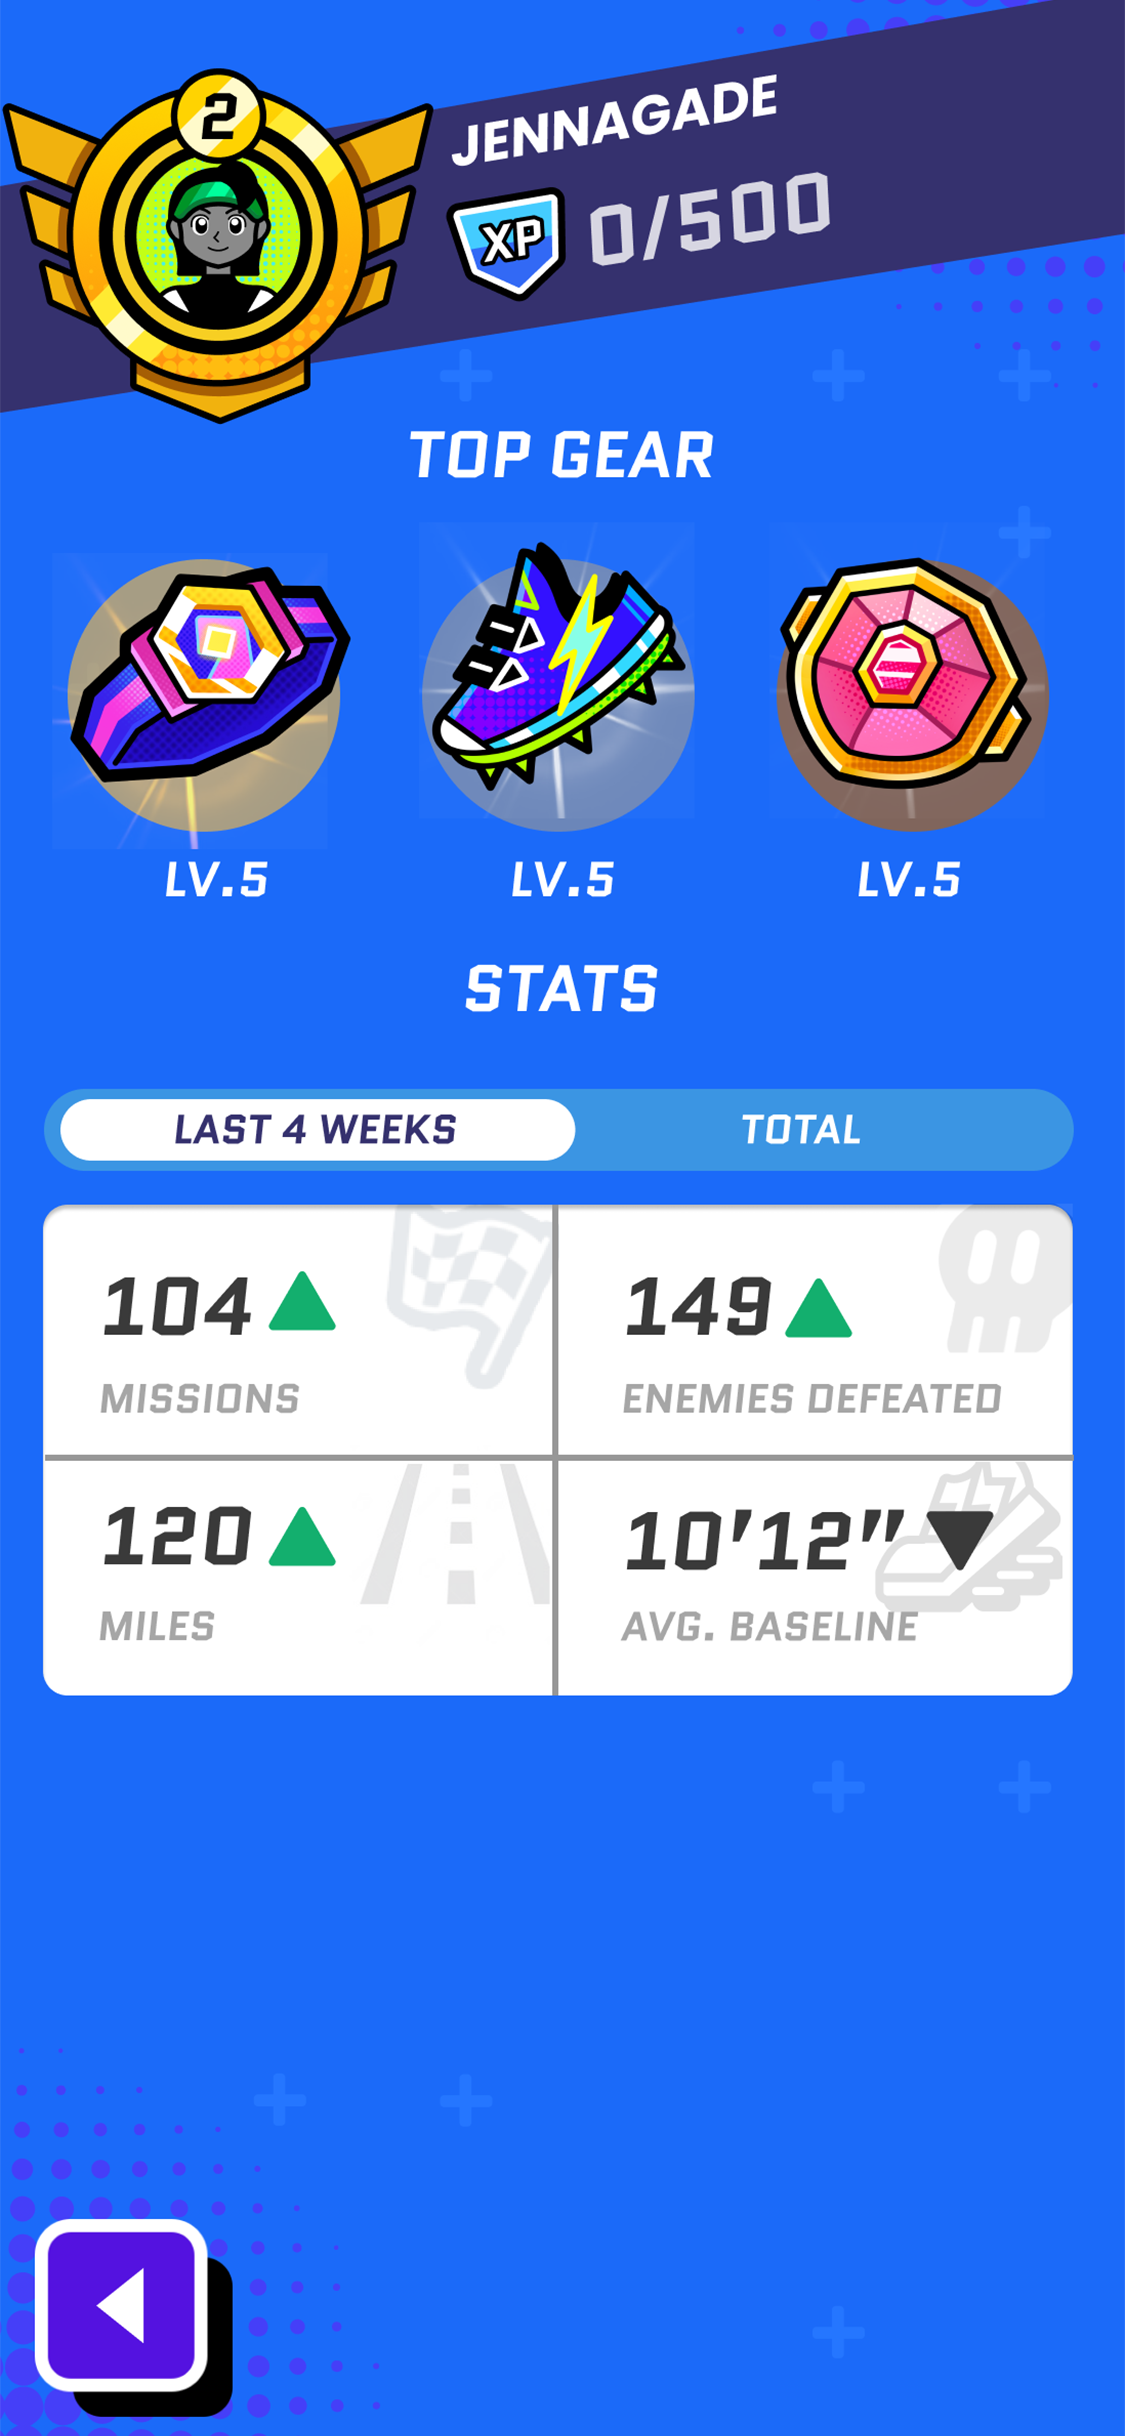 2
JENNAGADE
XP 0/500
TOP GEAR
LV.5 LV.5 LV.5
STATS
LAST 4 WEEKS TOTAL
104
MISSIONS
149
ENEMIES DEFEATED
120
MILES
10'12"
AVG. BASELINE